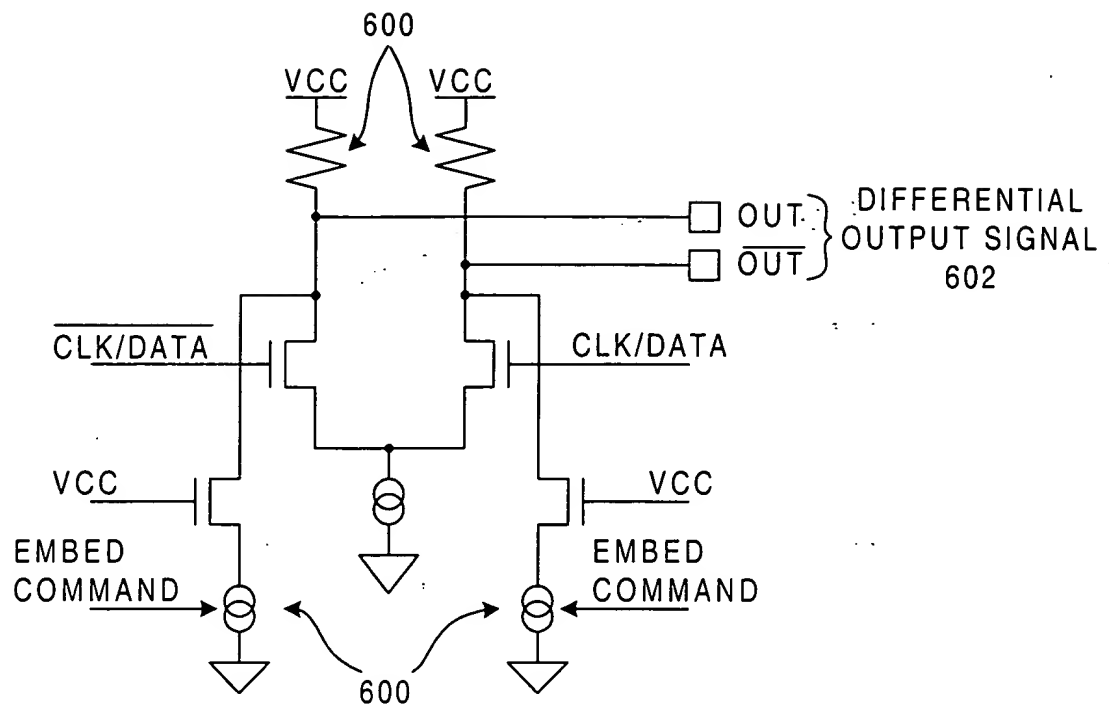 600
VCC VCC
OUT
OUT
DIFFERENTIAL
OUTPUT SIGNAL
602
CLK/DATA
CLK/DATA
VCC
VCC
EMBED
COMMAND
EMBED
COMMAND
600